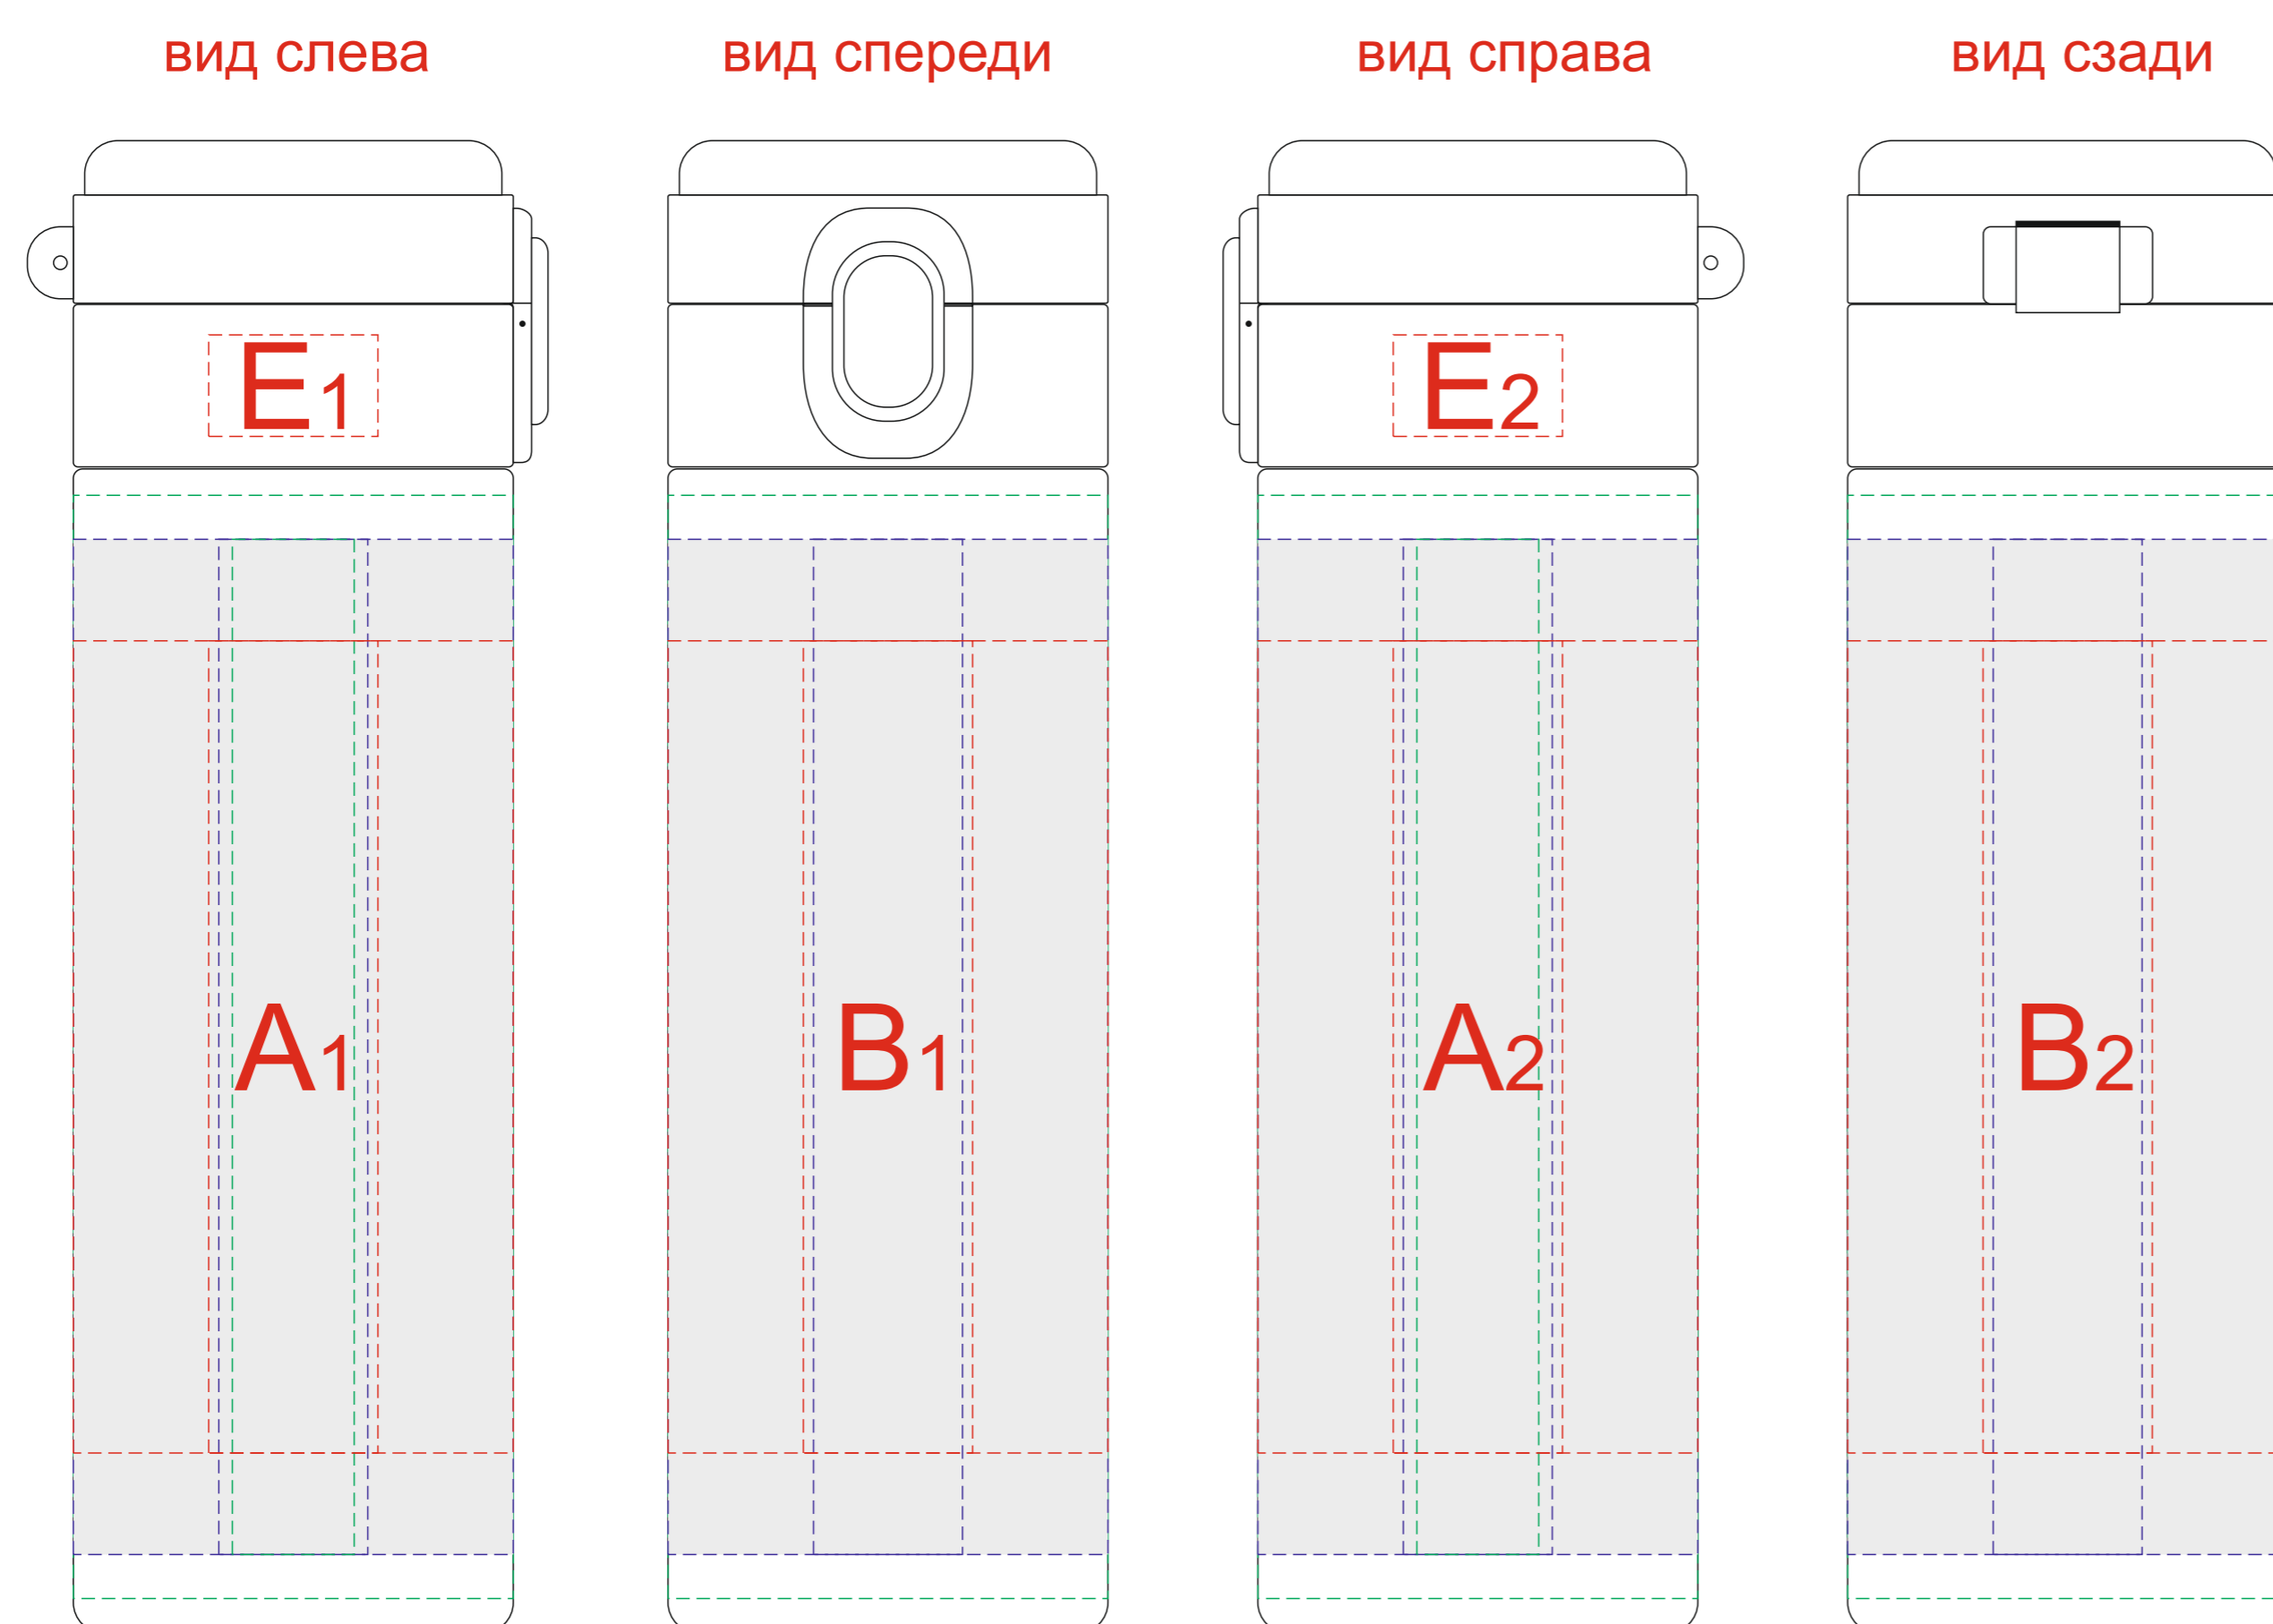 вид слева
вид спереди
вид справа
вид сзади
E1
E2
A1
B1
A2
B2